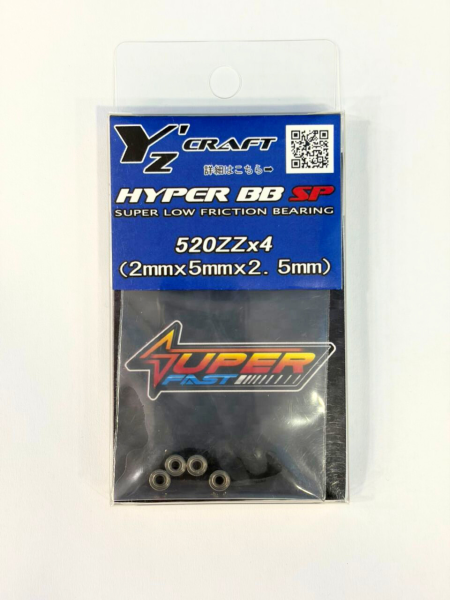 Y'z CRAFT
詳細はこちら➡
HYPER BB SP
SUPER LOW FRICTION BEARING
520ZZx4
(2mmx5mmx2.5mm)
SUPER
FAST